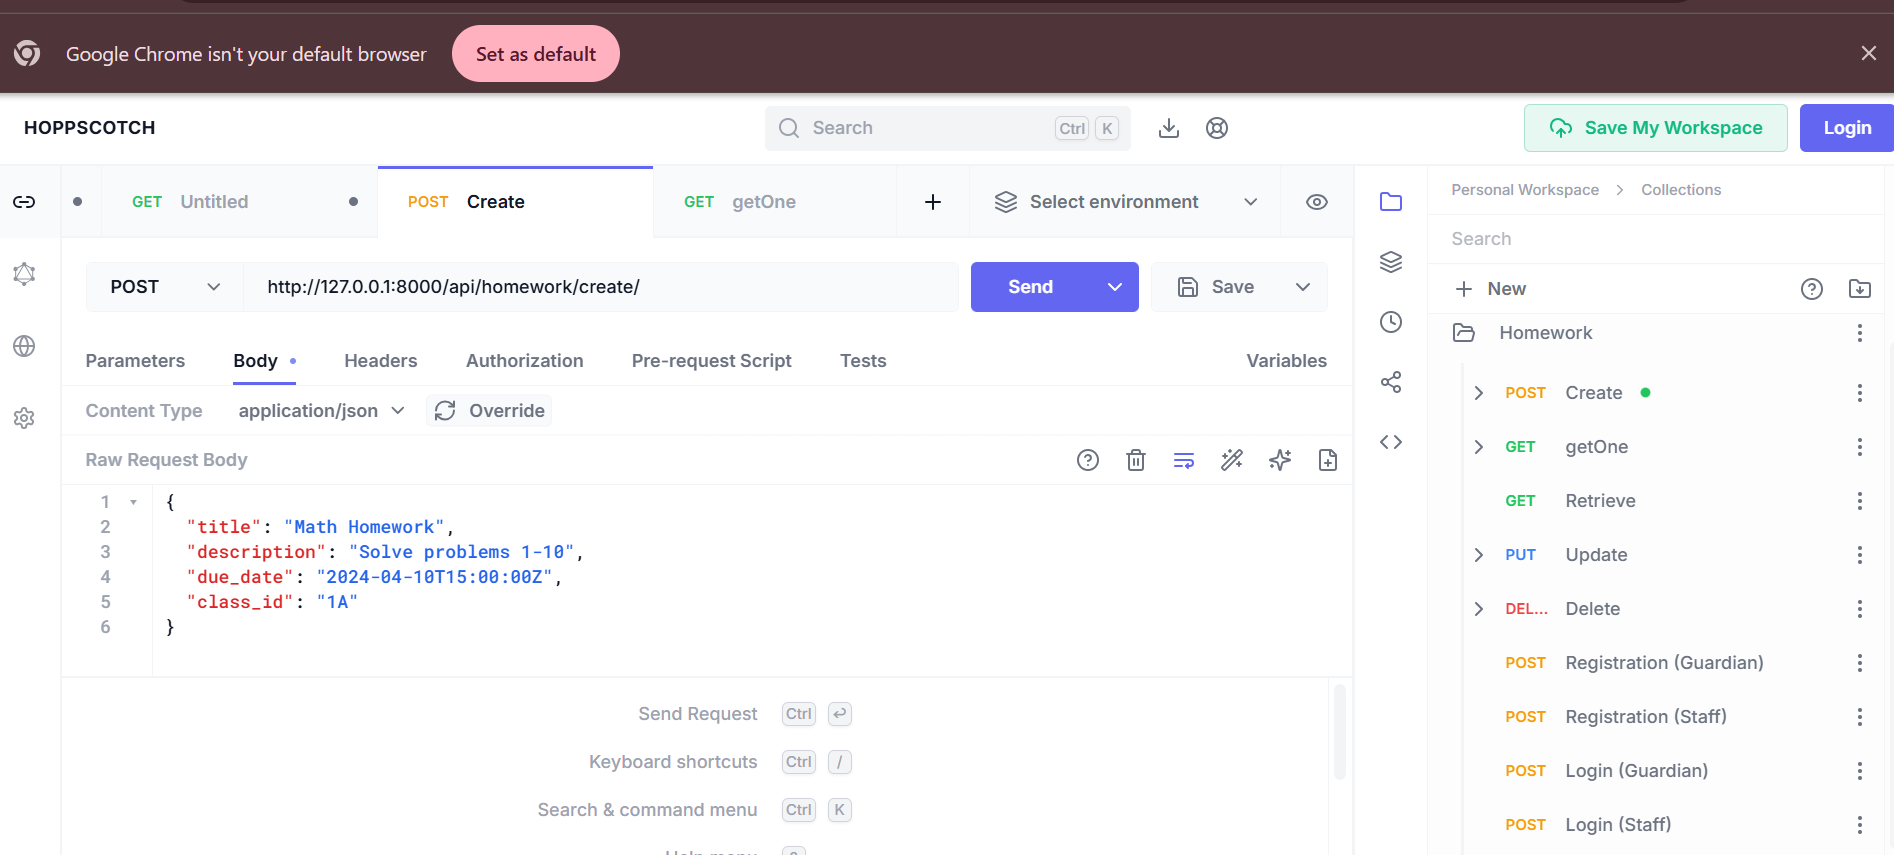 Google Chrome isn't your default browser
Set as default
HOPPSCOTCH
Search
Ctrl K
Save My Workspace
Login
GET Untitled
POST Create
GET getOne
Select environment
POST
http://127.0.0.1:8000/api/homework/create/
Send
Save
Parameters
Body
Headers
Authorization
Pre-request Script
Tests
Variables
Content Type
application/json
Override
Raw Request Body
1 {
2 "title": "Math Homework",
3 "description": "Solve problems 1-10",
4 "due_date": "2024-04-10T15:00:00Z",
5 "class_id": "1A"
6 }
Send Request Ctrl ↩
Keyboard shortcuts Ctrl /
Search & command menu Ctrl K
Help menu
Personal Workspace > Collections
Search
+ New
Homework
POST Create
GET getOne
GET Retrieve
PUT Update
DEL... Delete
POST Registration (Guardian)
POST Registration (Staff)
POST Login (Guardian)
POST Login (Staff)